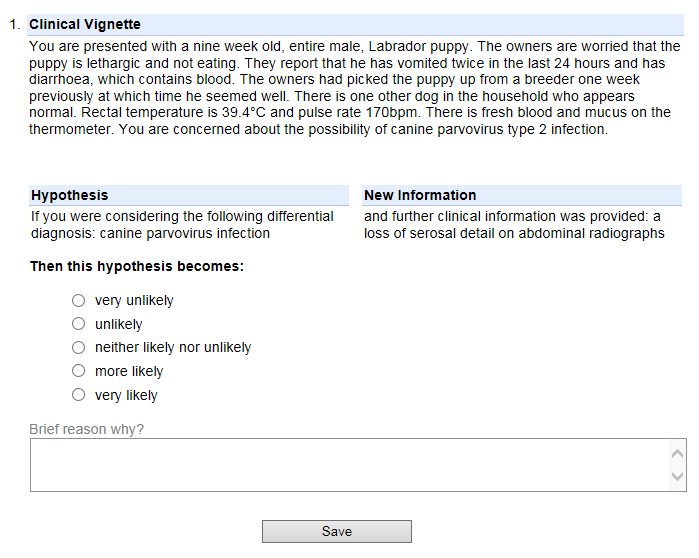 1. Clinical Vignette
You are presented with a nine week old, entire male, Labrador puppy. The owners are worried that the
puppy is lethargic and not eating. They report that he has vomited twice in the last 24 hours and has
diarrhoea, which contains blood. The owners had picked the puppy up from a breeder one week
previously at which time he seemed well. There is one other dog in the household who appears
normal. Rectal temperature is 39.4°C and pulse rate 170bpm. There is fresh blood and mucus on the
thermometer. You are concerned about the possibility of canine parvovirus type 2 infection.
Hypothesis
If you were considering the following differential
diagnosis: canine parvovirus infection
New Information
and further clinical information was provided: a
loss of serosal detail on abdominal radiographs
Then this hypothesis becomes:
very unlikely
unlikely
neither likely nor unlikely
more likely
very likely
Brief reason why?
Save